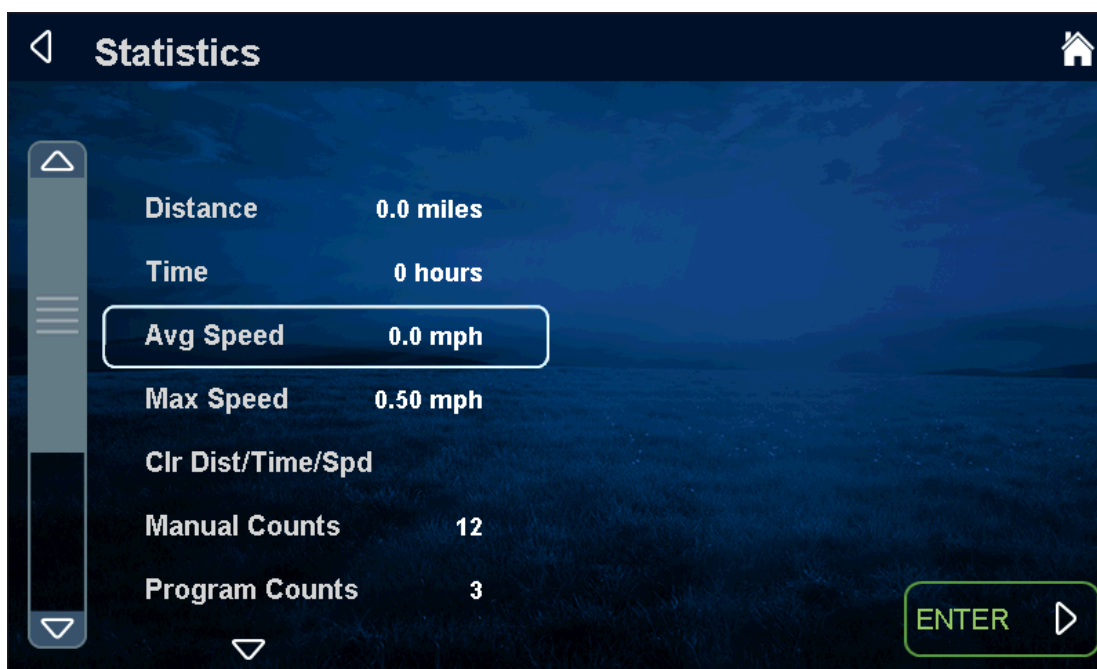 Statistics
Distance 0.0 miles
Time 0 hours
Avg Speed 0.0 mph
Max Speed 0.50 mph
Clr Dist/Time/Spd
Manual Counts 12
Program Counts 3
ENTER